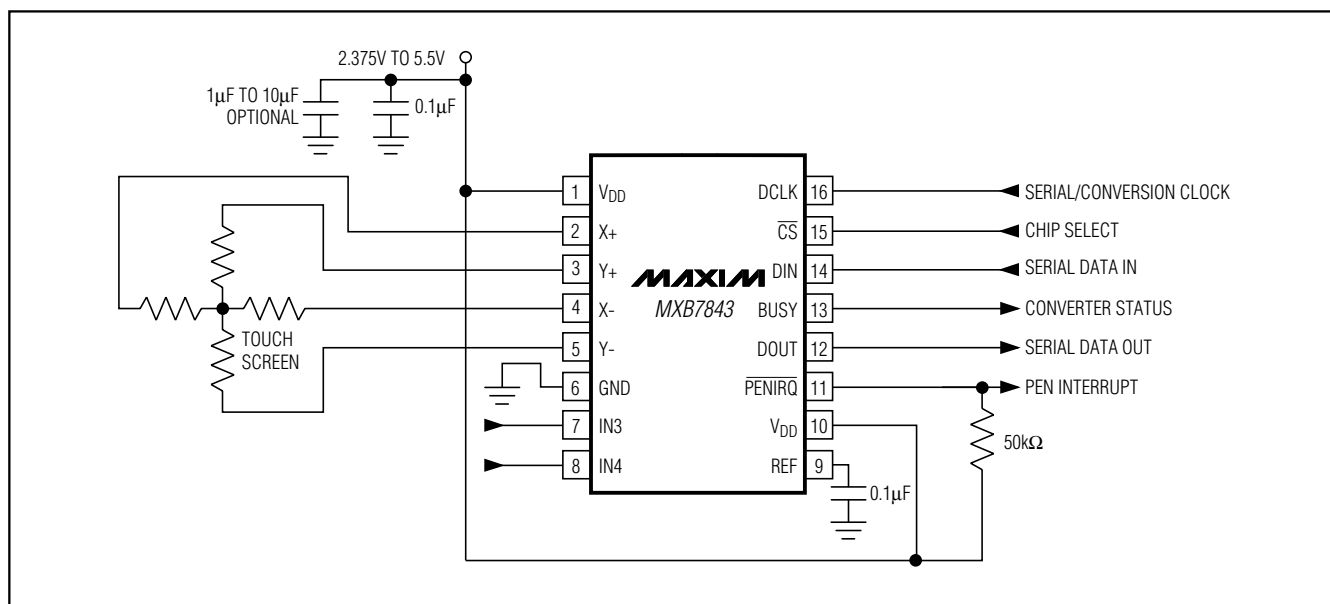 2.375V TO 5.5V
1µF TO 10µF
OPTIONAL
0.1µF
1 VDD DCLK 16 SERIAL/CONVERSION CLOCK
2 X+ CS 15 CHIP SELECT
3 Y+ DIN 14 SERIAL DATA IN
MAXIM
4 X- MXB7843 BUSY 13 CONVERTER STATUS
TOUCH
SCREEN
5 Y- DOUT 12 SERIAL DATA OUT
6 GND PENIRQ 11 PEN INTERRUPT
7 IN3 VDD 10
50kΩ
8 IN4 REF 9
0.1µF